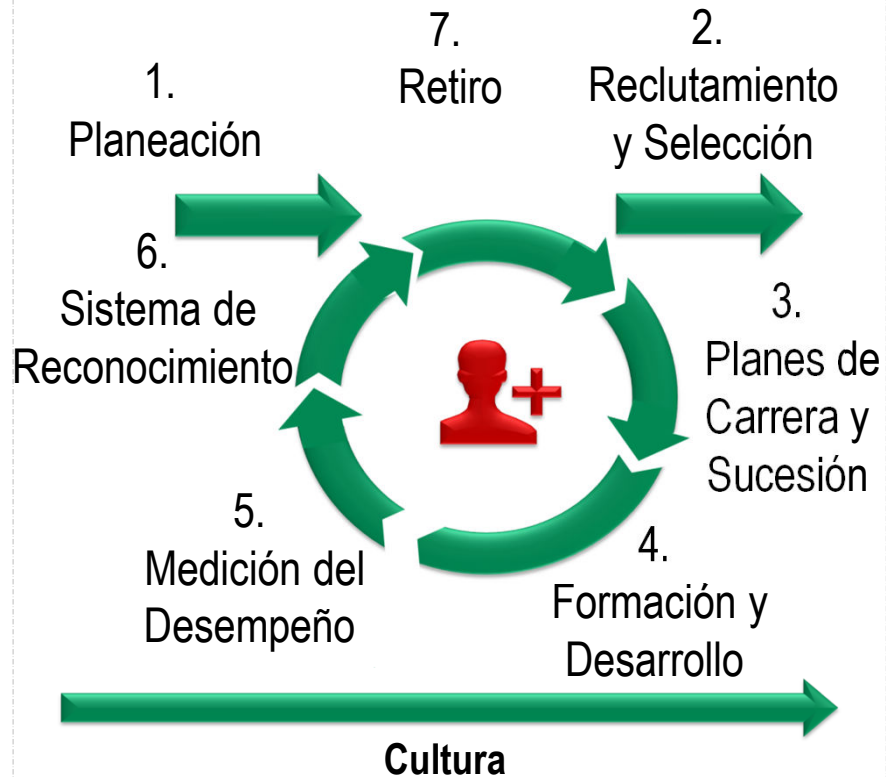 1.
Planeación
2.
Reclutamiento
y Selección
3.
Planes de
Carrera y
Sucesión
4.
Formación y
Desarrollo
5.
Medición del
Desempeño
6.
Sistema de
Reconocimiento
7.
Retiro
Cultura